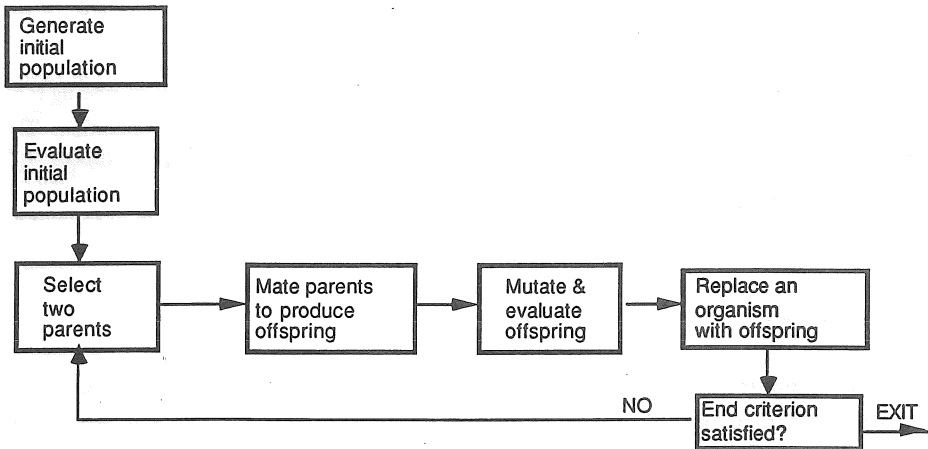 Generate
initial
population
Evaluate
initial
population
Select
two
parents
Mate parents
to produce
offspring
Mutate &
evaluate
offspring
Replace an
organism
with offspring
End criterion
satisfied?
NO
EXIT